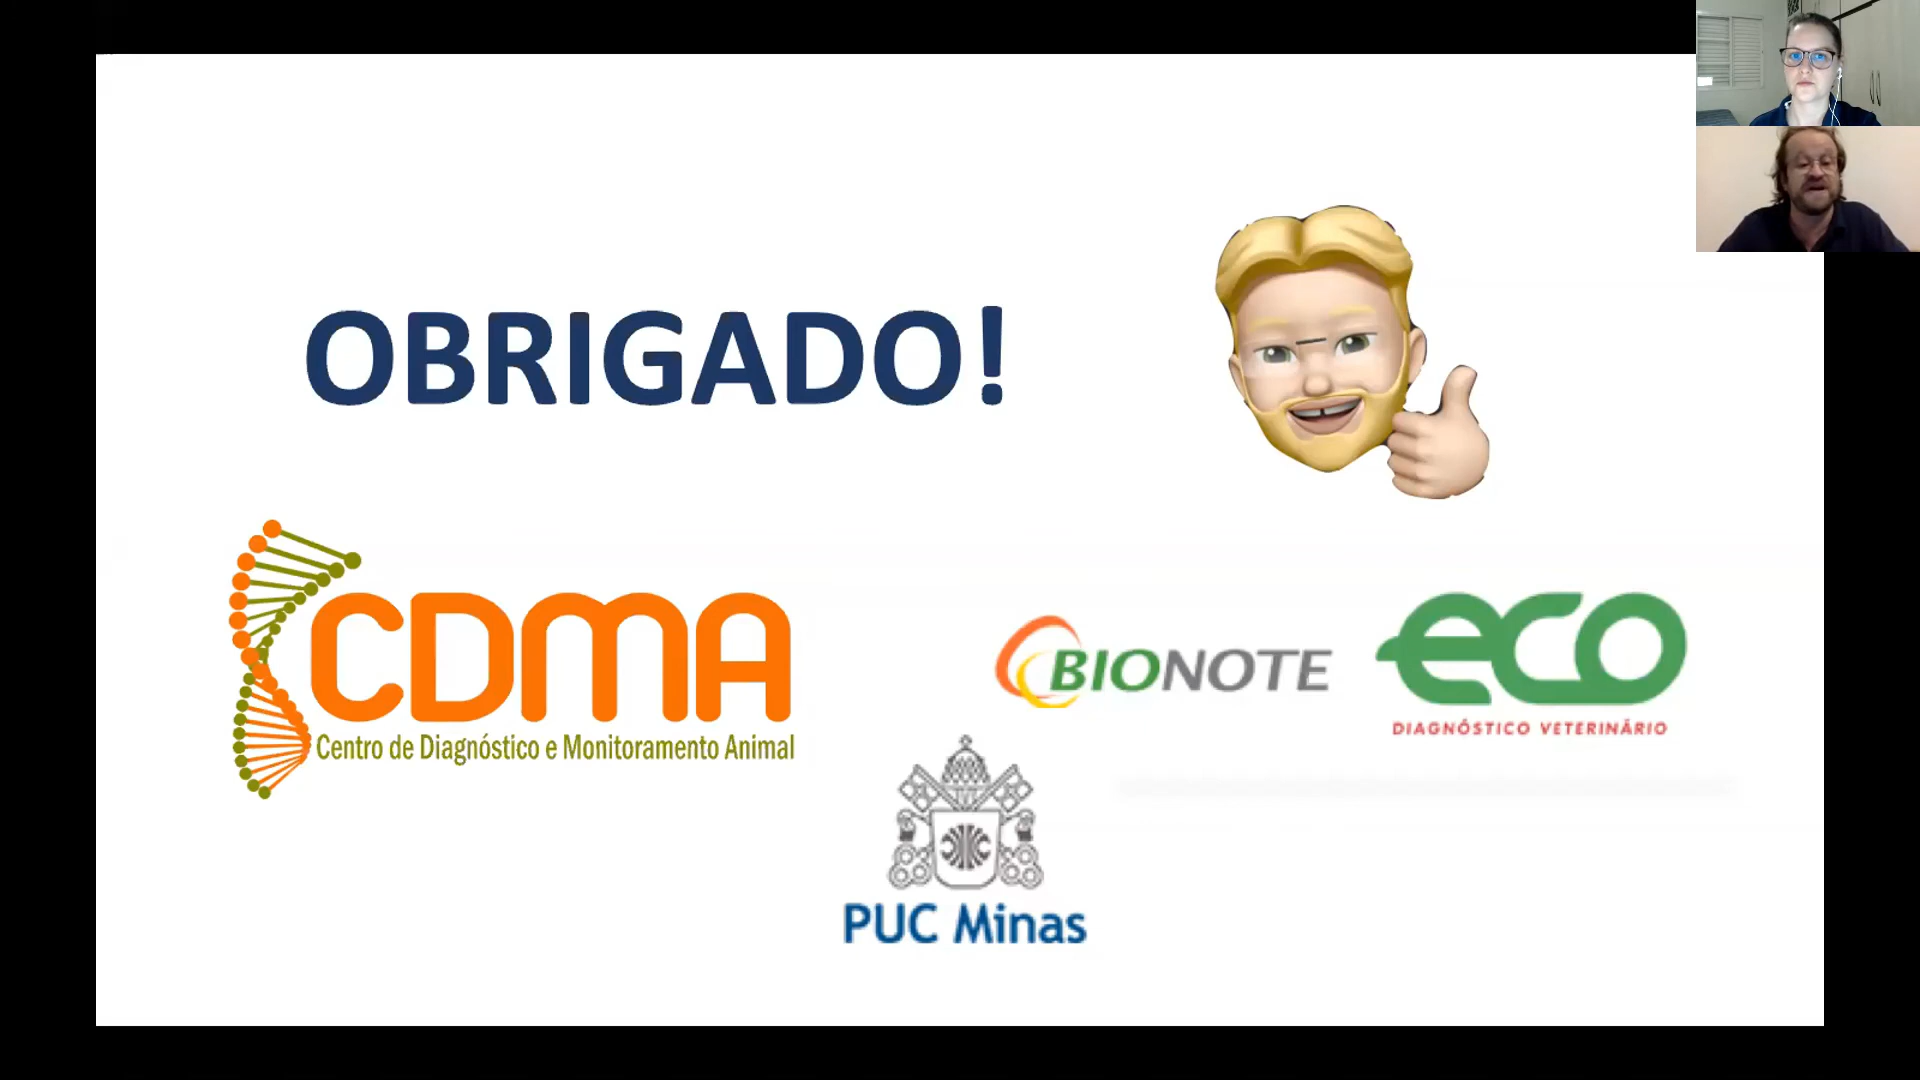 OBRIGADO!
CDMA
Centro de Diagnóstico e Monitoramento Animal
BIONOTE
eco
DIAGNÓSTICO VETERINÁRIO
PUC Minas